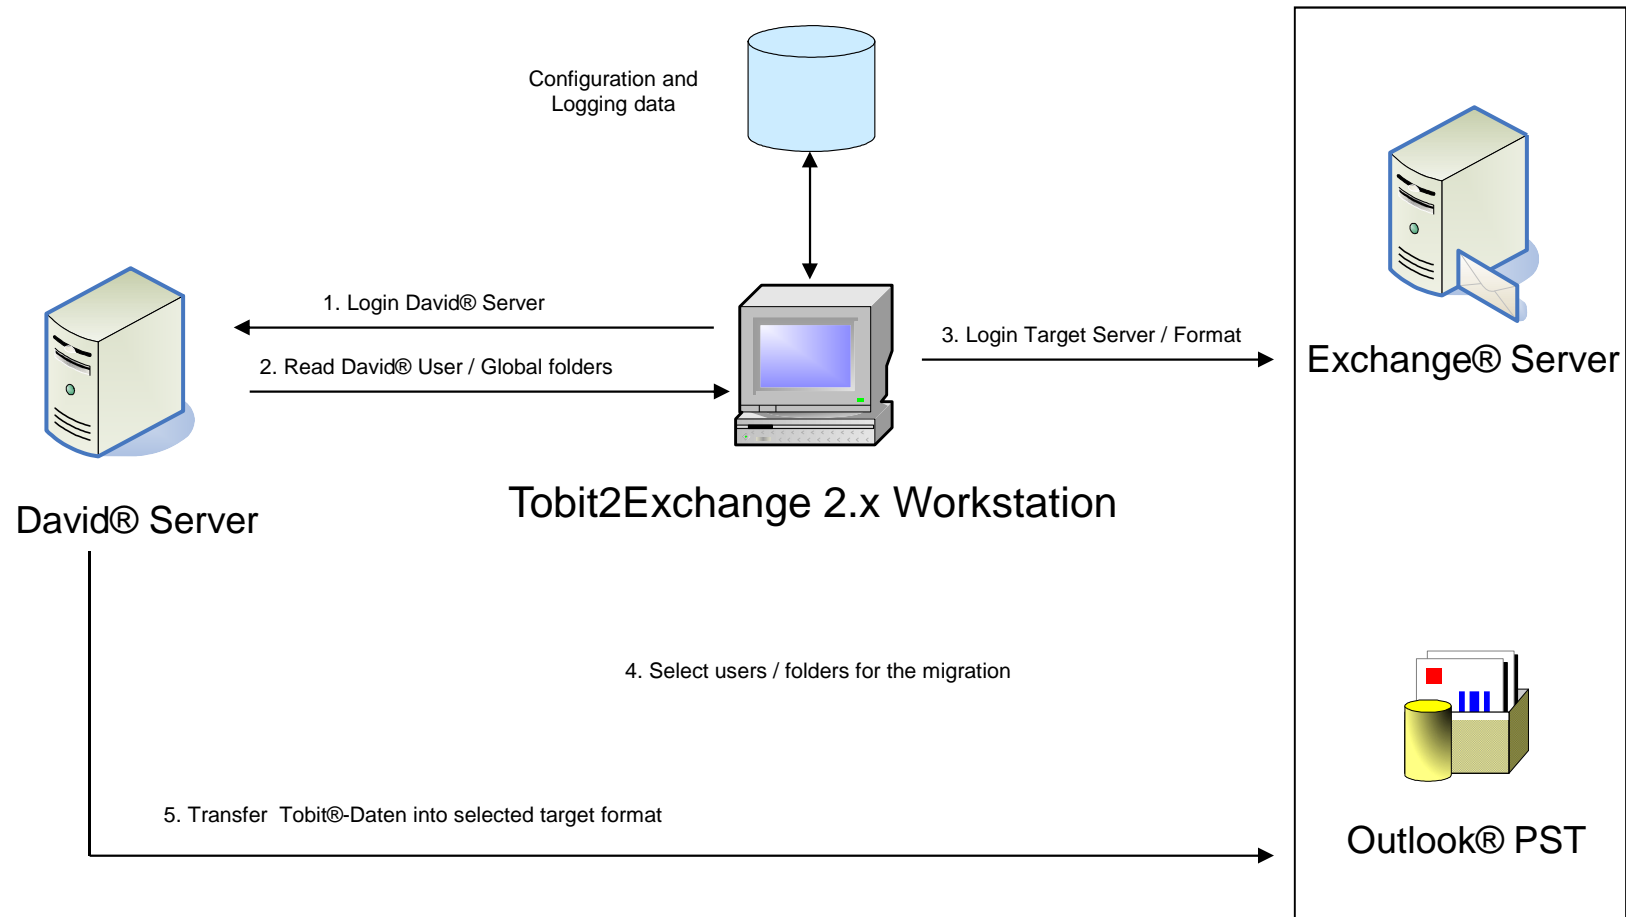 Configuration and
Logging data
1. Login David® Server
2. Read David® User / Global folders
3. Login Target Server / Format
Exchange® Server
David® Server
Tobit2Exchange 2.x Workstation
4. Select users / folders for the migration
5. Transfer  Tobit®-Daten into selected target format
Outlook® PST